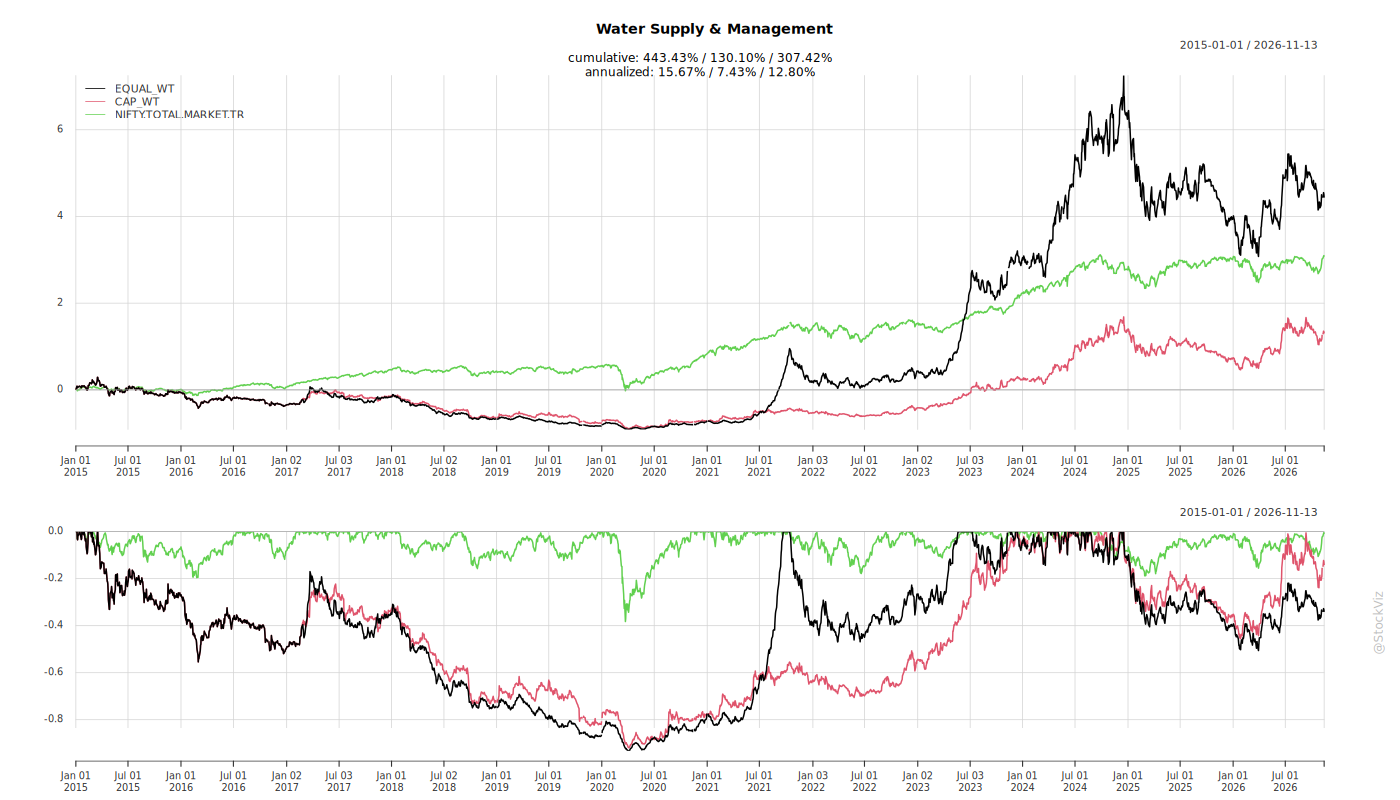 Water Supply & Management
2015-01-01 / 2026-11-13
cumulative: 443.43% / 130.10% / 307.42%
annualized: 15.67% / 7.43% / 12.80%
EQUAL_WT
CAP_WT
NIFTY.TOTAL.MARKET.TR
6
4
2
0
Jan 01 Jul 01 Jan 01 Jul 01 Jan 02 Jul 03 Jan 01 Jul 02 Jan 01 Jul 01 Jan 01 Jul 01 Jan 01 Jul 01 Jan 03 Jul 01 Jan 02 Jul 03 Jan 01 Jul 01 Jan 01 Jul 01 Jan 01 Jul 01
2015 2015 2016 2016 2017 2017 2018 2018 2019 2019 2020 2020 2021 2021 2022 2022 2023 2023 2024 2024 2025 2025 2026 2026
2015-01-01 / 2026-11-13
0.0
-0.2
-0.4
-0.6
-0.8
Jan 01 Jul 01 Jan 01 Jul 01 Jan 02 Jul 03 Jan 01 Jul 02 Jan 01 Jul 01 Jan 01 Jul 01 Jan 01 Jul 01 Jan 03 Jul 01 Jan 02 Jul 03 Jan 01 Jul 01 Jan 01 Jul 01 Jan 01 Jul 01
2015 2015 2016 2016 2017 2017 2018 2018 2019 2019 2020 2020 2021 2021 2022 2022 2023 2023 2024 2024 2025 2025 2026 2026
@StockViz